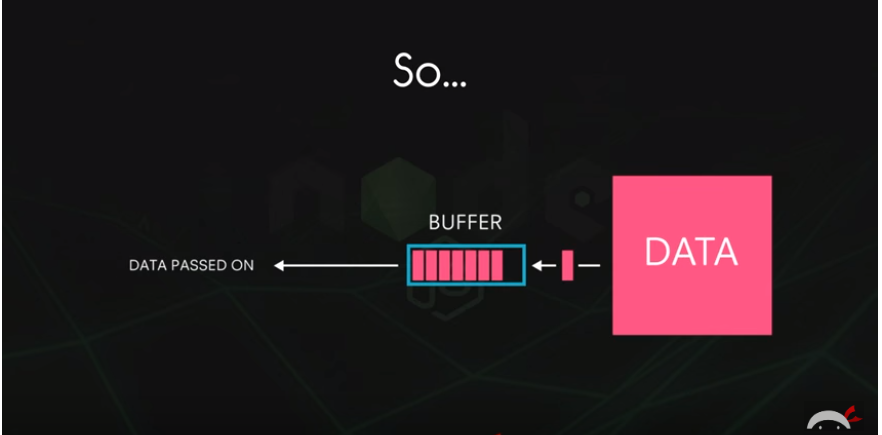 So...
BUFFER
DATA
DATA PASSED ON